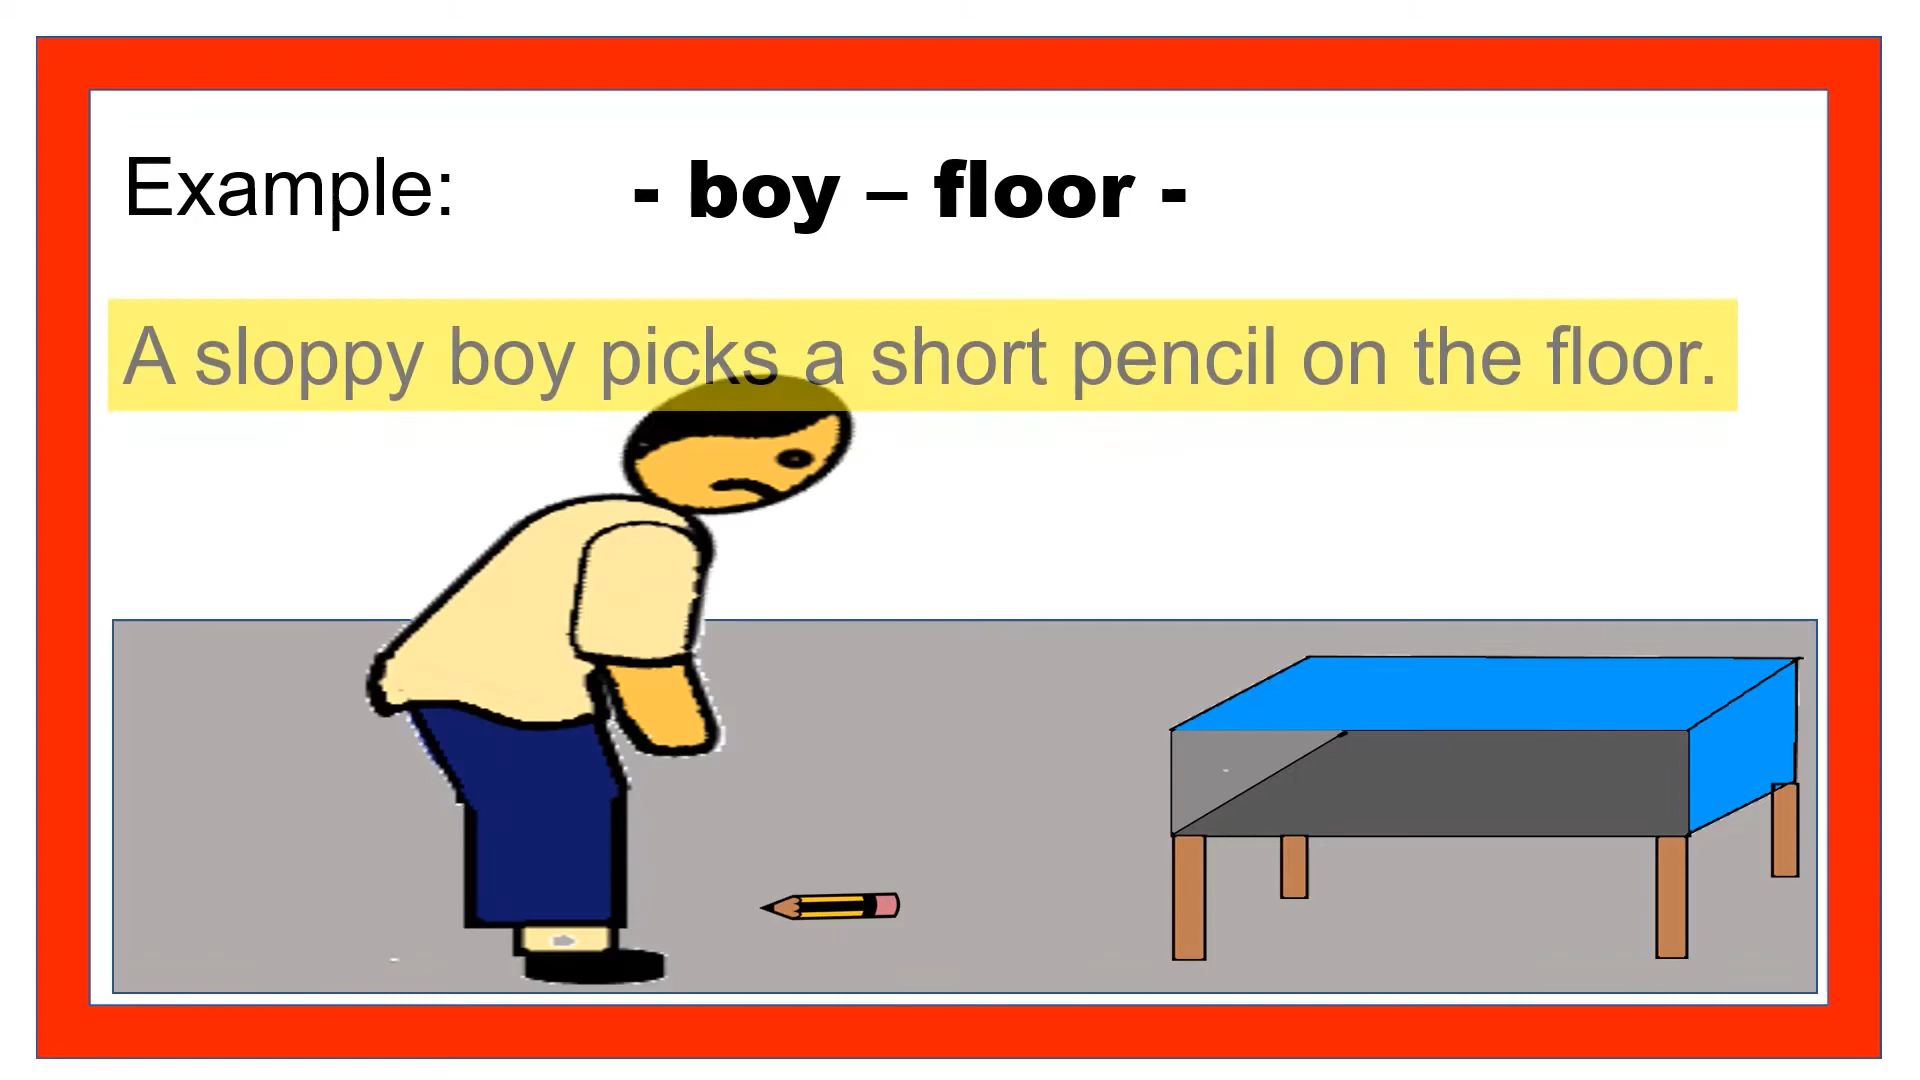 Example: - boy – floor -
A sloppy boy picks a short pencil on the floor.